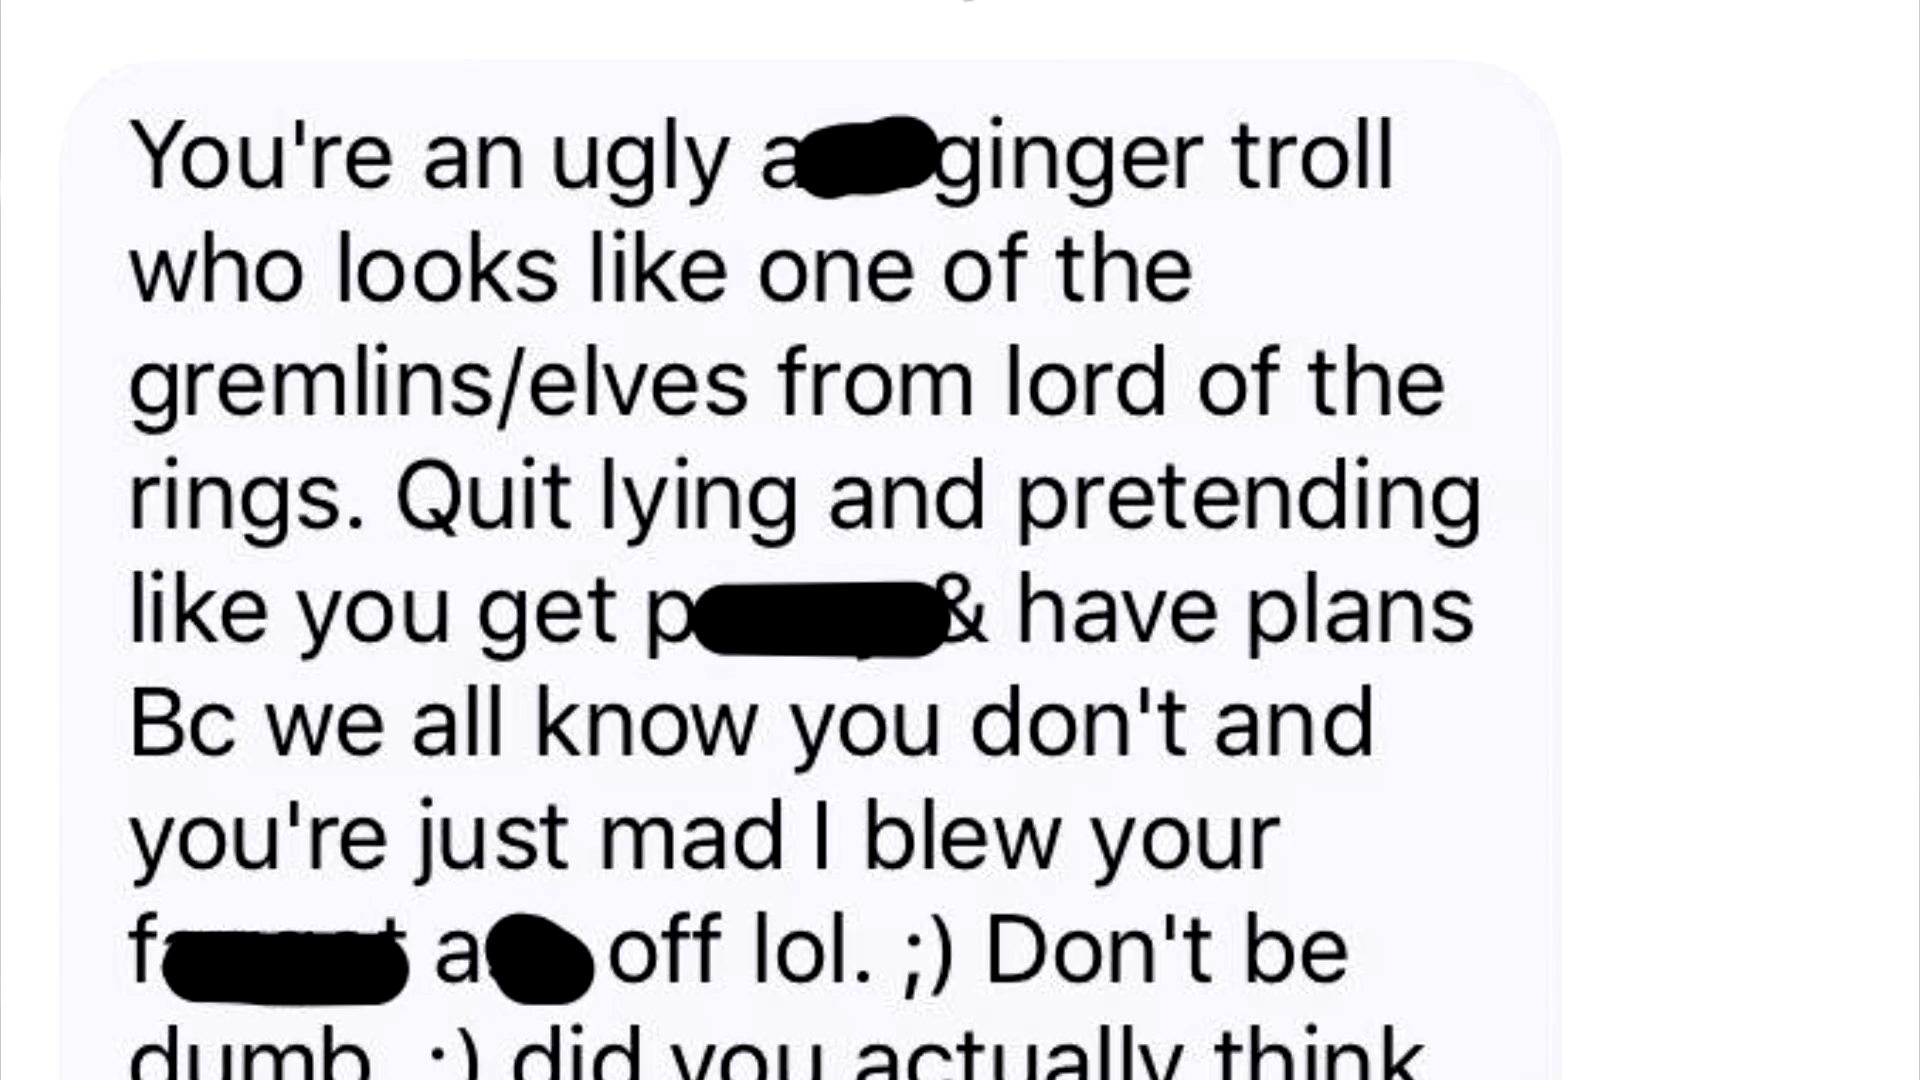 You're an ugly a ginger troll
who looks like one of the
gremlins/elves from lord of the
rings. Quit lying and pretending
like you get p & have plans
Bc we all know you don't and
you're just mad I blew your
f a off lol. ;) Don't be
dumb. :) did you actually think